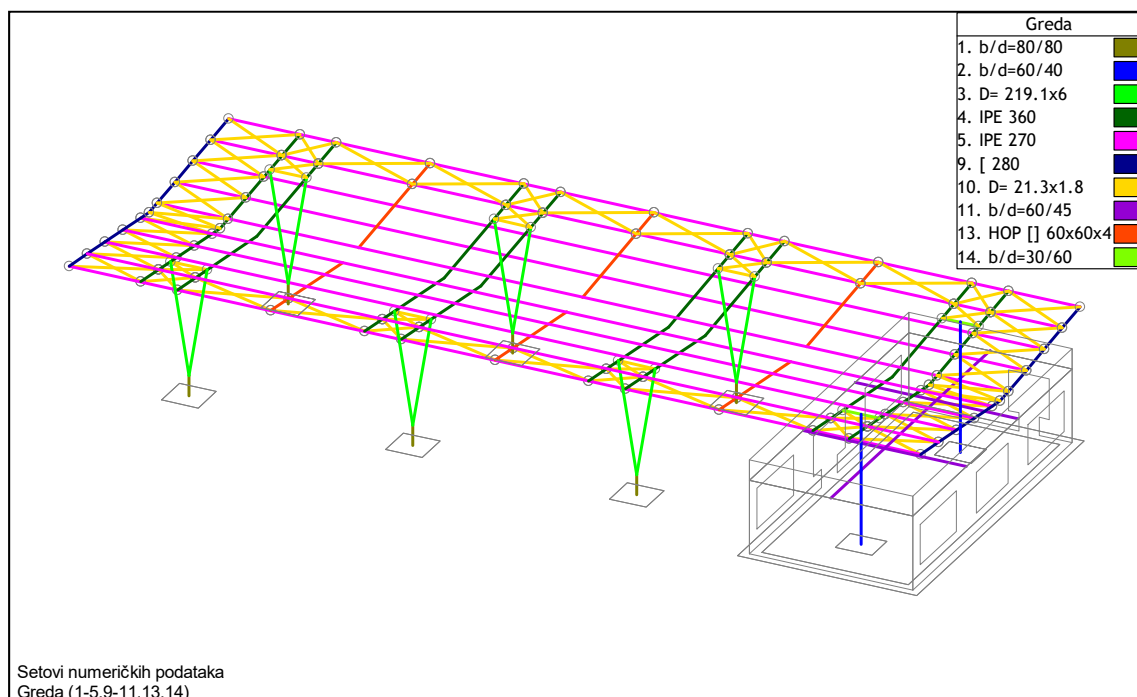 Greda
1. b/d=80/80
2. b/d=60/40
3. D= 219.1x6
4. IPE 360
5. IPE 270
9. [ 280
10. D= 21.3x1.8
11. b/d=60/45
13. HOP [] 60x60x4
14. b/d=30/60
Setovi numeričkih podataka
Greda (1-5,9-11,13,14)